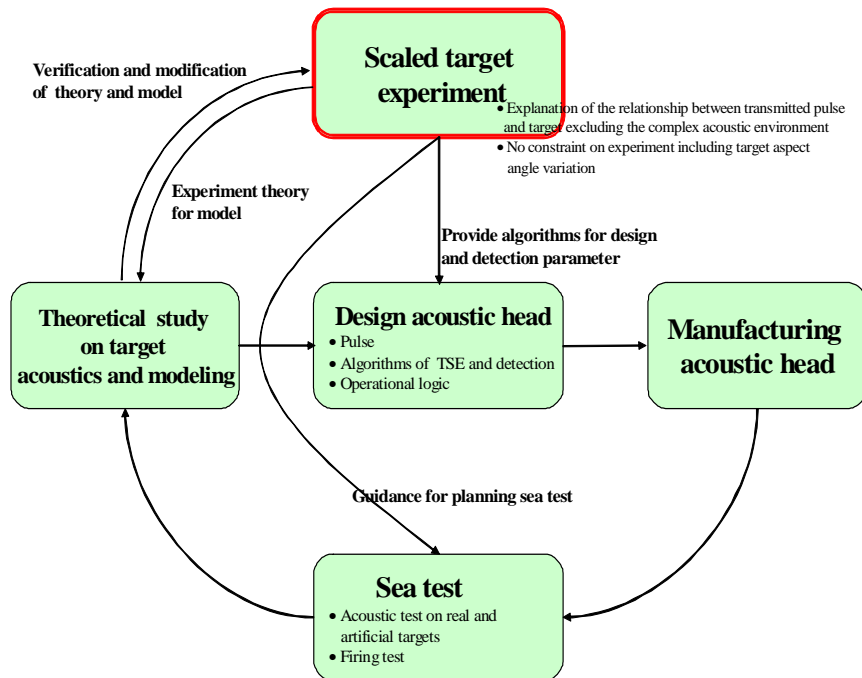 Scaled target
experiment
• Explanation of the relationship between transmitted pulse
and target excluding the complex acoustic environment
• No constraint on experiment including target aspect
angle variation
Verification and modification
of theory and model
Experiment theory
for model
Provide algorithms for design
and detection parameter
Theoretical study
on target
acoustics and modeling
Design acoustic head
• Pulse
• Algorithms of TSE and detection
• Operational logic
Manufacturing
acoustic head
Guidance for planning sea test
Sea test
• Acoustic test on real and
artificial targets
• Firing test